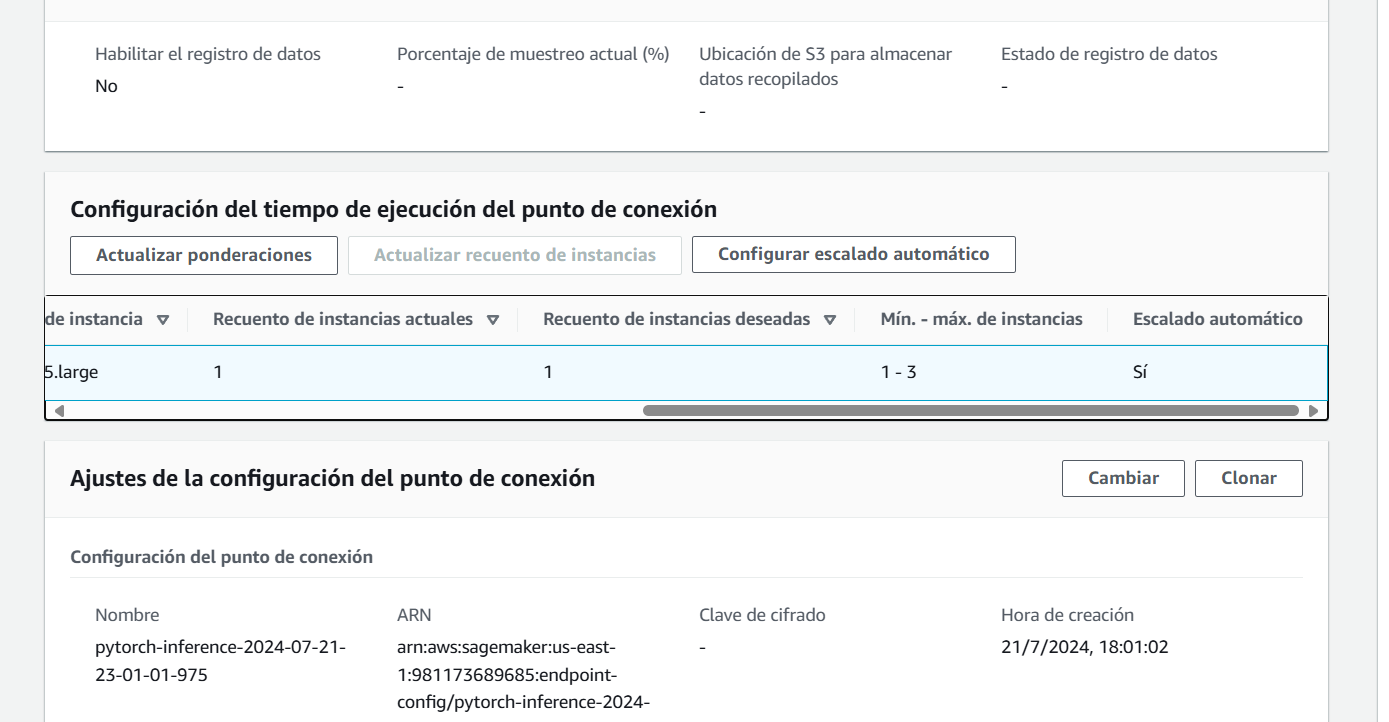 Habilitar el registro de datos
No
Porcentaje de muestreo actual (%)
-
Ubicación de S3 para almacenar
datos recopilados
-
Estado de registro de datos
-
Configuración del tiempo de ejecución del punto de conexión
Actualizar ponderaciones
Actualizar recuento de instancias
Configurar escalado automático
de instancia
Recuento de instancias actuales
Recuento de instancias deseadas
Mín. - máx. de instancias
Escalado automático
5.large
1
1
1 - 3
Sí
Ajustes de la configuración del punto de conexión
Cambiar
Clonar
Configuración del punto de conexión
Nombre
pytorch-inference-2024-07-21-
23-01-01-975
ARN
arn:aws:sagemaker:us-east-
1:981173689685:endpoint-
config/pytorch-inference-2024-
Clave de cifrado
-
Hora de creación
21/7/2024, 18:01:02